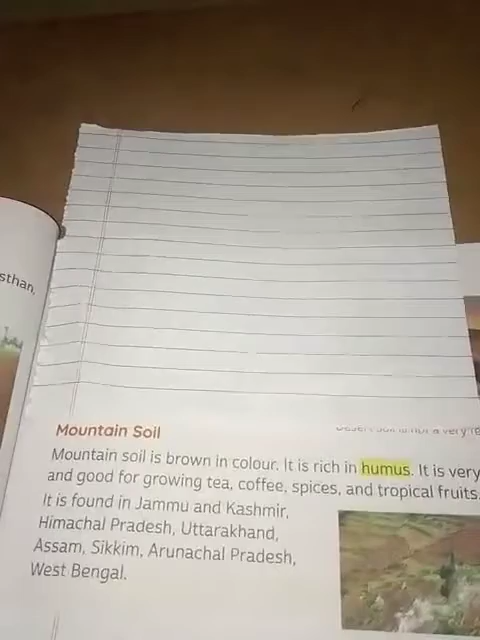 sthan,
Mountain Soil
Mountain soil is brown in colour. It is rich in humus. It is very
and good for growing tea, coffee, spices, and tropical fruits.
It is found in Jammu and Kashmir,
Himachal Pradesh, Uttarakhand,
Assam, Sikkim, Arunachal Pradesh,
West Bengal.